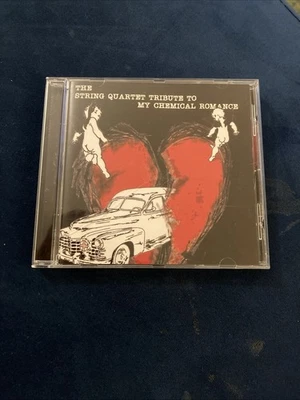 THE
STRING QUARTET TRIBUTE TO
MY CHEMICAL ROMANCE